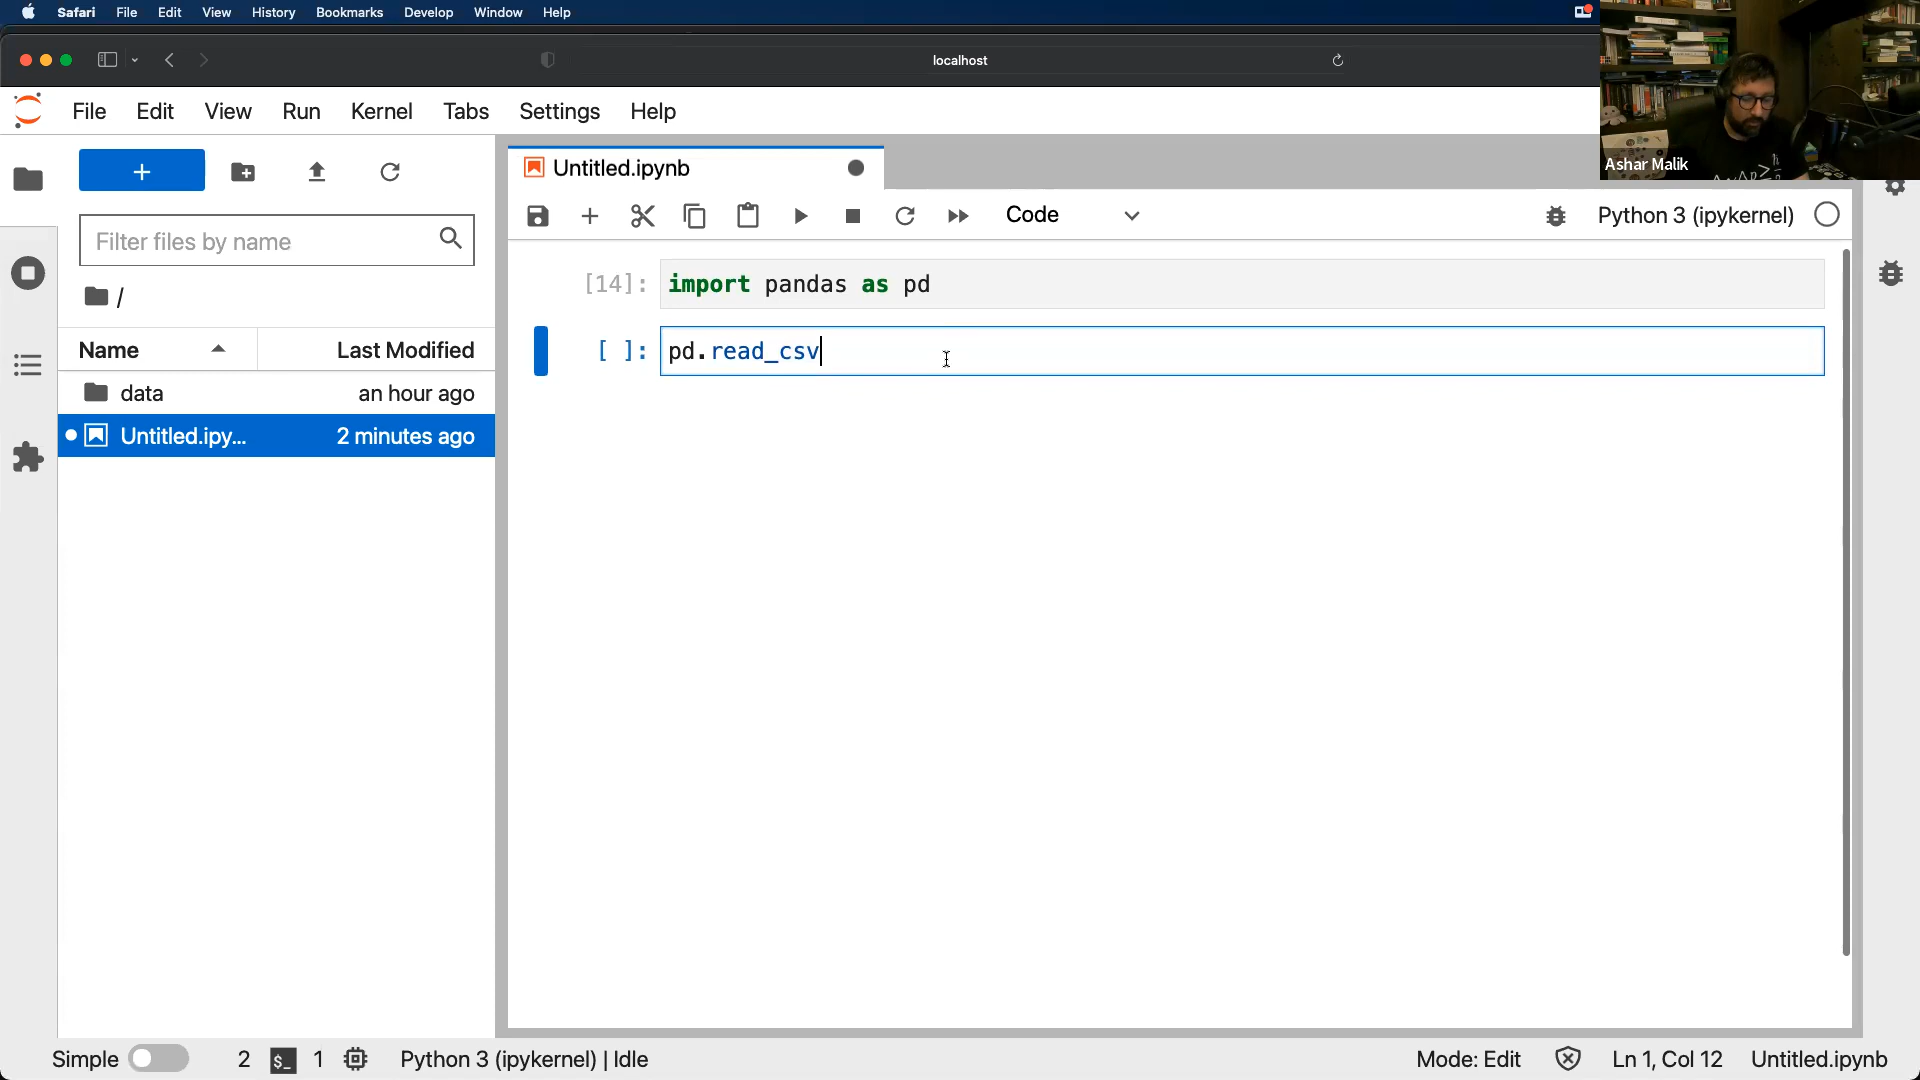 Safari File Edit View History Bookmarks Develop Window Help
localhost
File Edit View Run Kernel Tabs Settings Help
Ashar Malik
Untitled.ipynb
Code
Python 3 (ipykernel)
Filter files by name
/
Name Last Modified
data an hour ago
Untitled.ipy... 2 minutes ago
[14]: import pandas as pd
[ ]: pd.read_csv
Simple 2 $_ 1 Python 3 (ipykernel) | Idle Mode: Edit Ln 1, Col 12 Untitled.ipynb